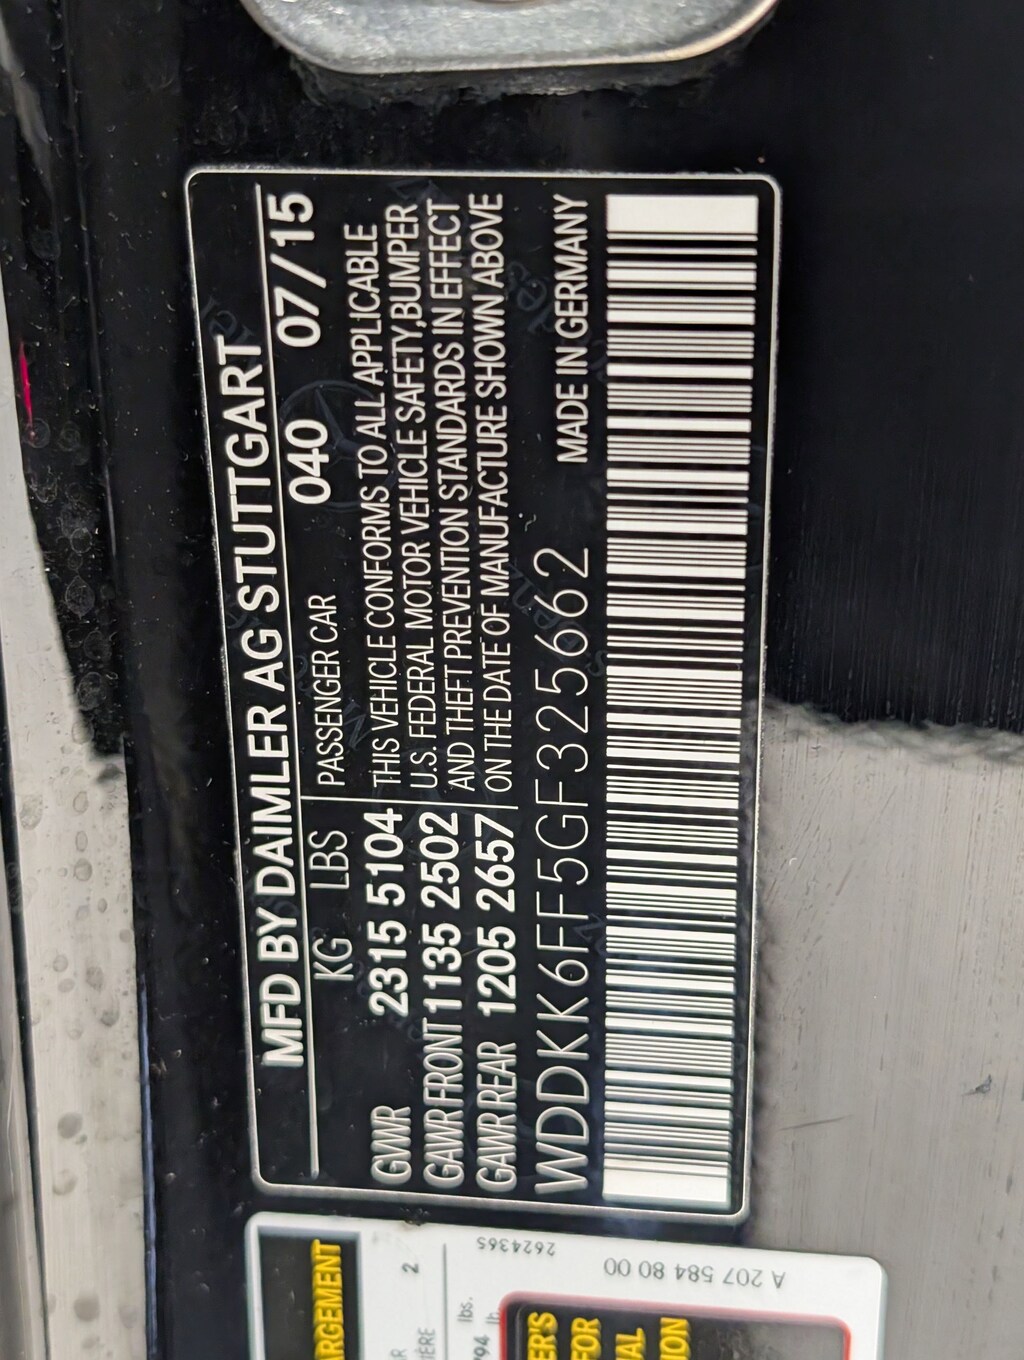 MFD BY DAIMLER AG STUTTGART
KG LBS PASSENGER CAR 040 07/15
GVWR 2315 5104 THIS VEHICLE CONFORMS TO ALL APPLICABLE
GAWR FRONT 1135 2502 U.S. FEDERAL MOTOR VEHICLE SAFETY,BUMPER
AND THEFT PREVENTION STANDARDS IN EFFECT
GAWR REAR 1205 2657 ON THE DATE OF MANUFACTURE SHOWN ABOVE
MADE IN GERMANY
WDDKK6FF5GF325662
2
lbs.
2624365
A 207 584 80 00